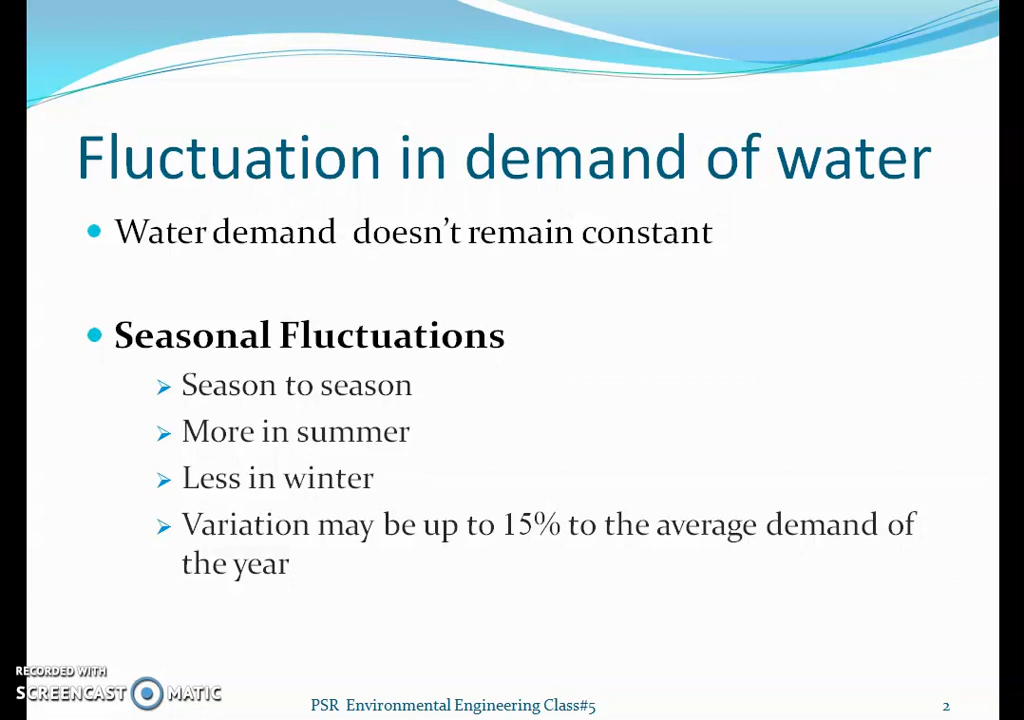 Fluctuation in demand of water
Water demand doesn't remain constant
Seasonal Fluctuations
Season to season
More in summer
Less in winter
Variation may be up to 15% to the average demand of
the year
RECORDED WITH
SCREENCAST MATIC
PSR Environmental Engineering Class#5
2